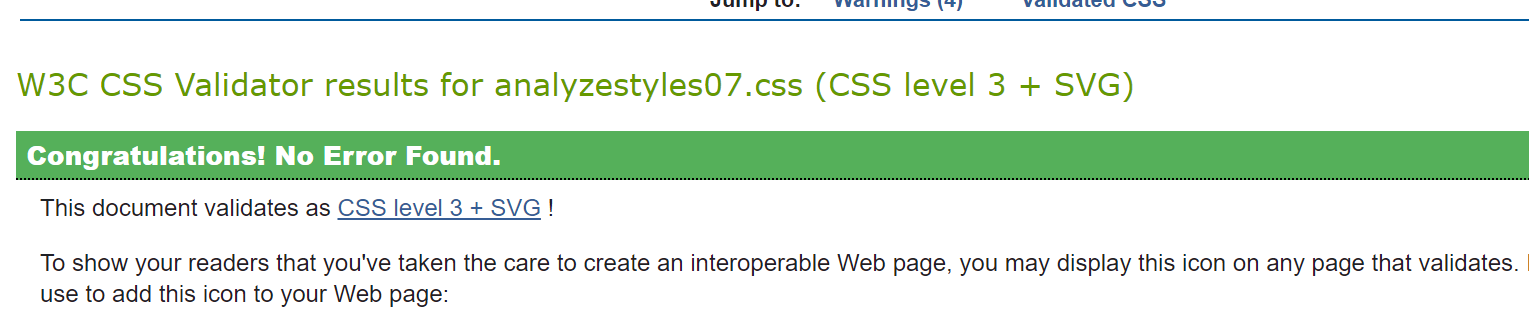 Jump to: Warnings (4) Validated CSS
W3C CSS Validator results for analyzestyles07.css (CSS level 3 + SVG)
Congratulations! No Error Found.
This document validates as CSS level 3 + SVG !
To show your readers that you've taken the care to create an interoperable Web page, you may display this icon on any page that validates.
use to add this icon to your Web page: